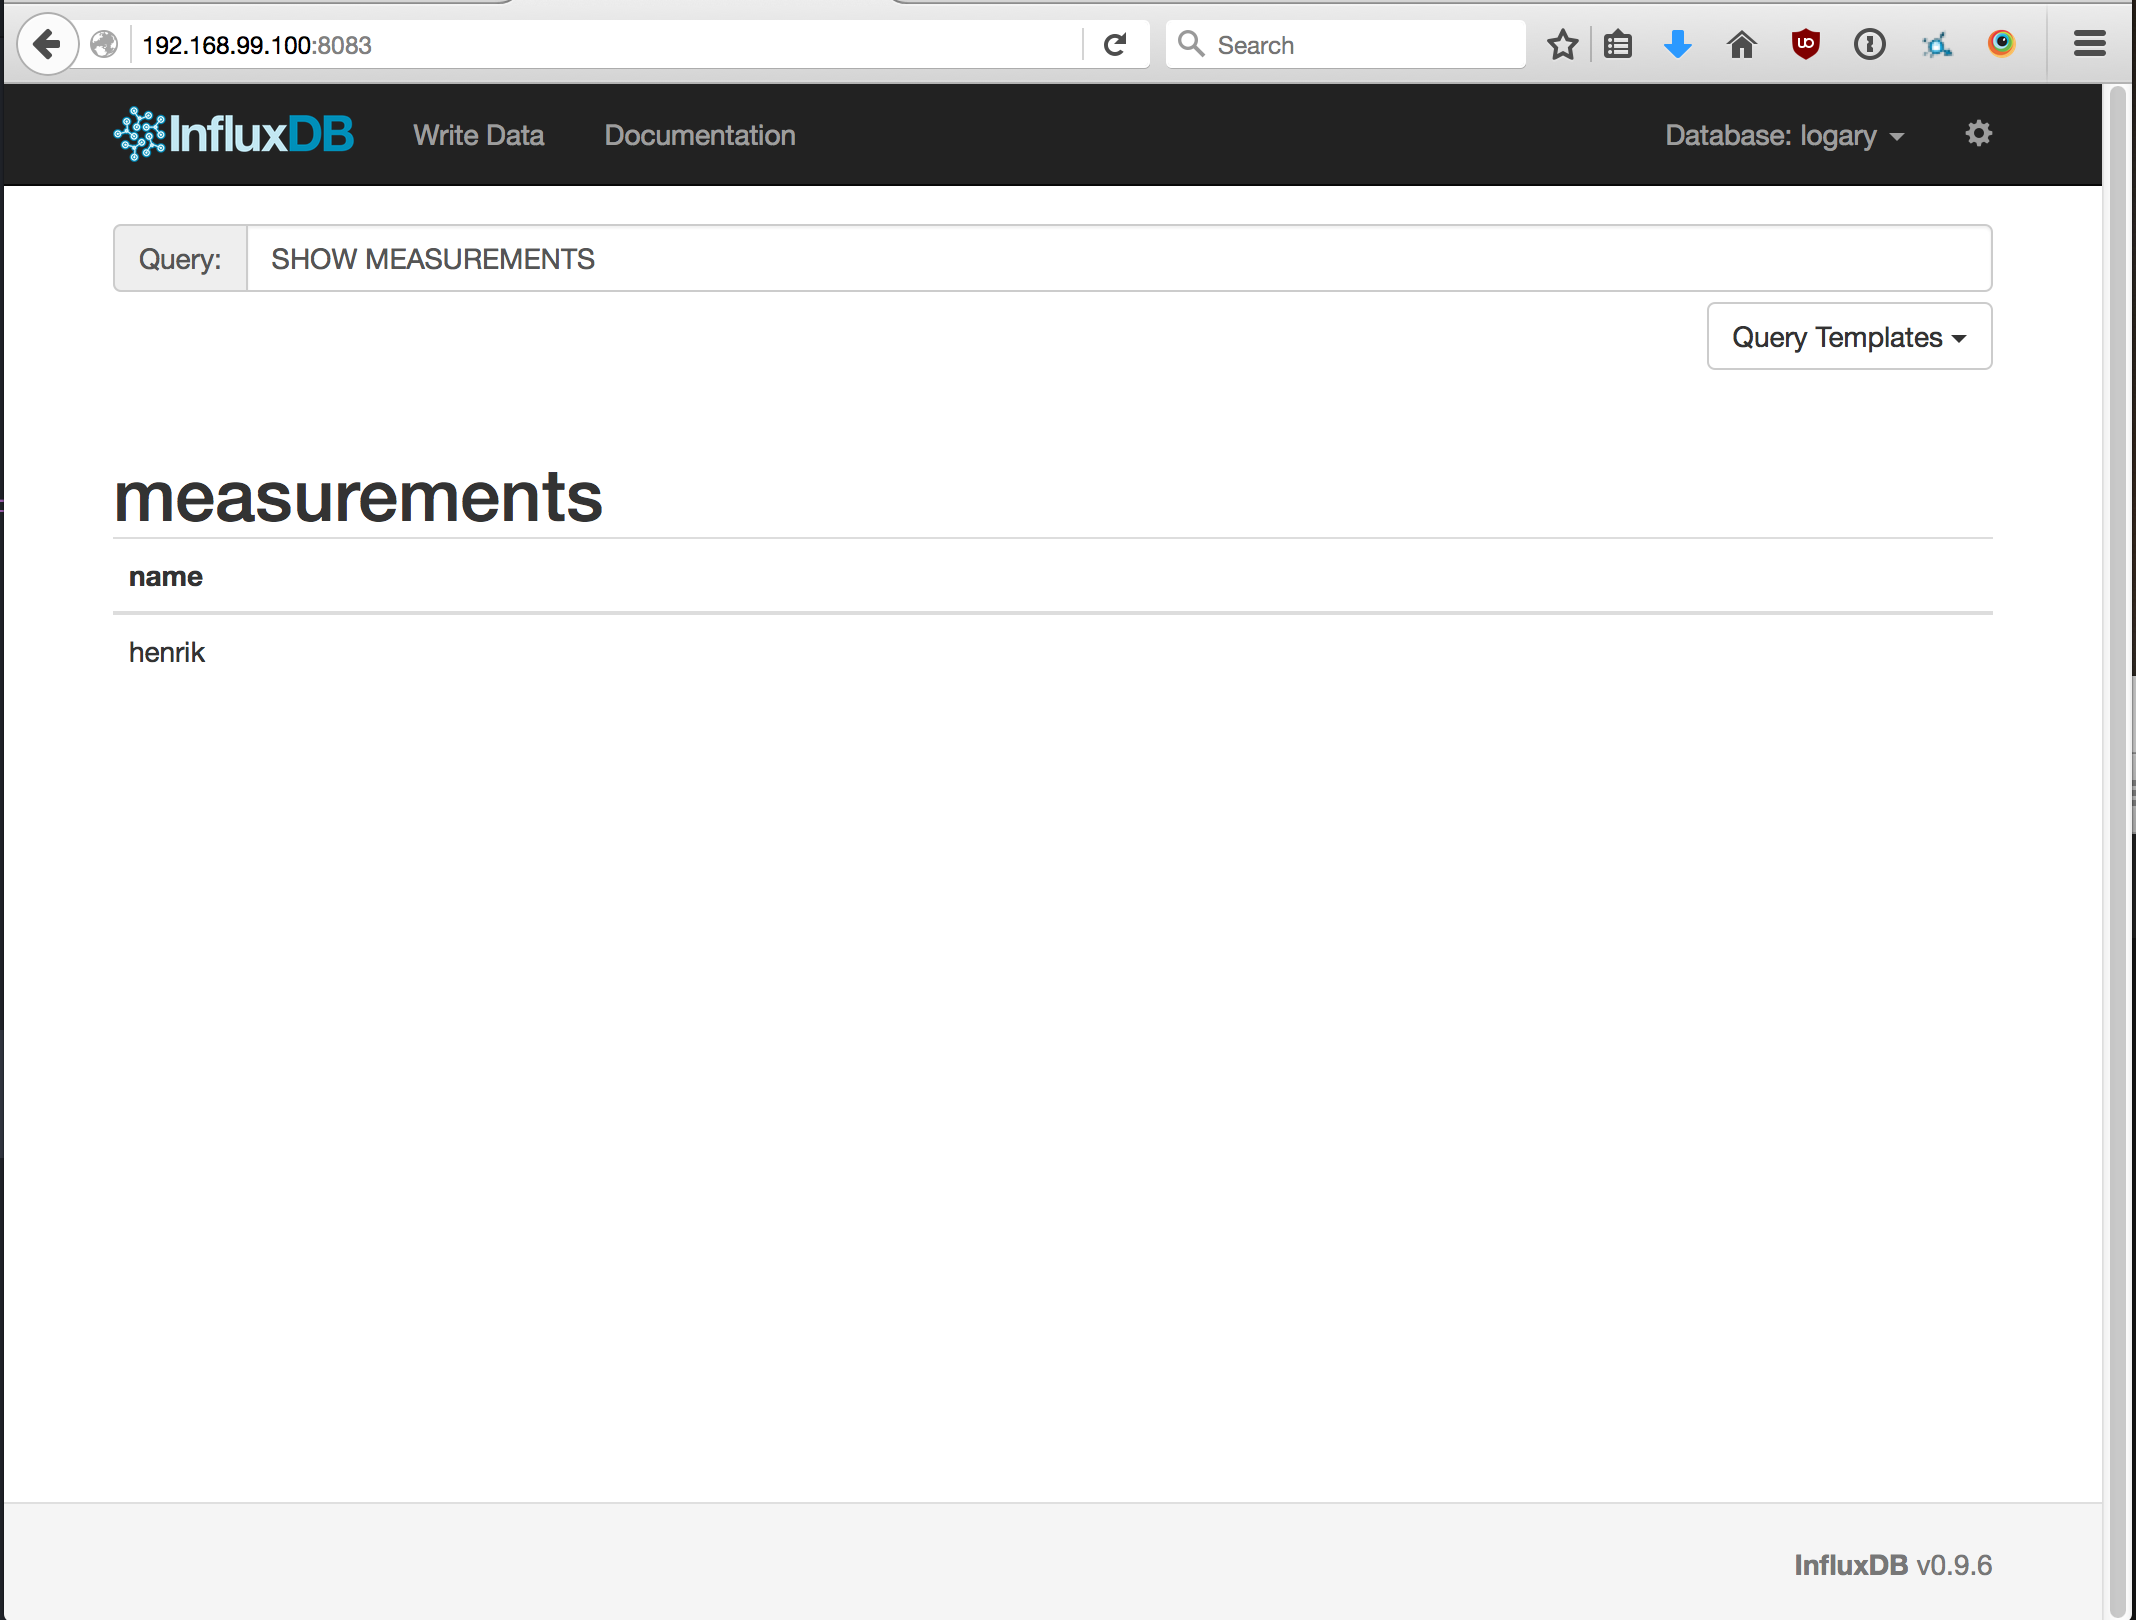 192.168.99.100:8083
Search
InfluxDB Write Data Documentation Database: logary
Query: SHOW MEASUREMENTS
Query Templates
measurements
name
henrik
InfluxDB v0.9.6